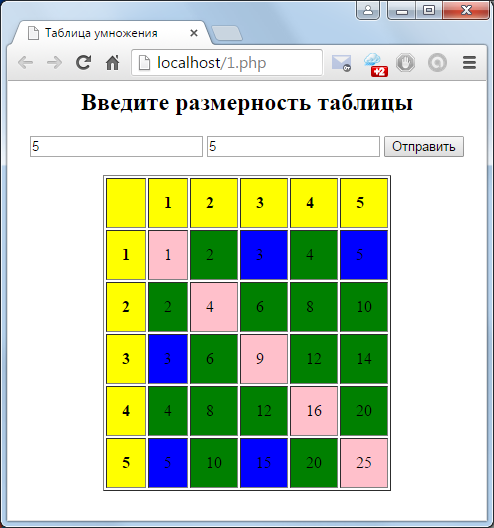 Таблица умножения
localhost/1.php
+2
Введите размерность таблицы
5 5 Отправить
1 2 3 4 5
1 1 2 3 4 5
2 2 4 6 8 10
3 3 6 9 12 14
4 4 8 12 16 20
5 5 10 15 20 25